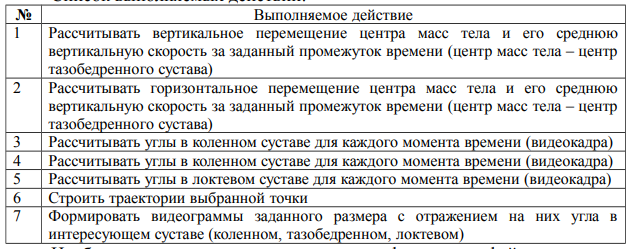 № Выполняемое действие
1 Рассчитывать вертикальное перемещение центра масс тела и его среднюю
вертикальную скорость за заданный промежуток времени (центр масс тела – центр
тазобедренного сустава)
2 Рассчитывать горизонтальное перемещение центра масс тела и его среднюю
вертикальную скорость за заданный промежуток времени (центр масс тела – центр
тазобедренного сустава)
3 Рассчитывать углы в коленном суставе для каждого момента времени (видеокадра)
4 Рассчитывать углы в коленном суставе для каждого момента времени (видеокадра)
5 Рассчитывать углы в локтевом суставе для каждого момента времени (видеокадра)
6 Строить траектории выбранной точки
7 Формировать видеограммы заданного размера с отражением на них угла в
интересующем суставе (коленном, тазобедренном, локтевом)